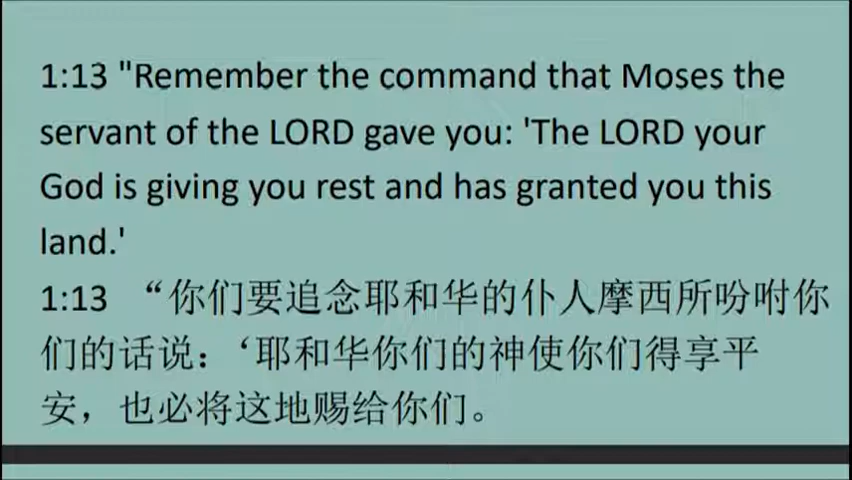 1:13 "Remember the command that Moses the
servant of the LORD gave you: 'The LORD your
God is giving you rest and has granted you this
land.'
1:13 “你们要追念耶和华的仆人摩西所吩咐你
们的话说：‘耶和华你们的神使你们得享平
安，也必将这地赐给你们。